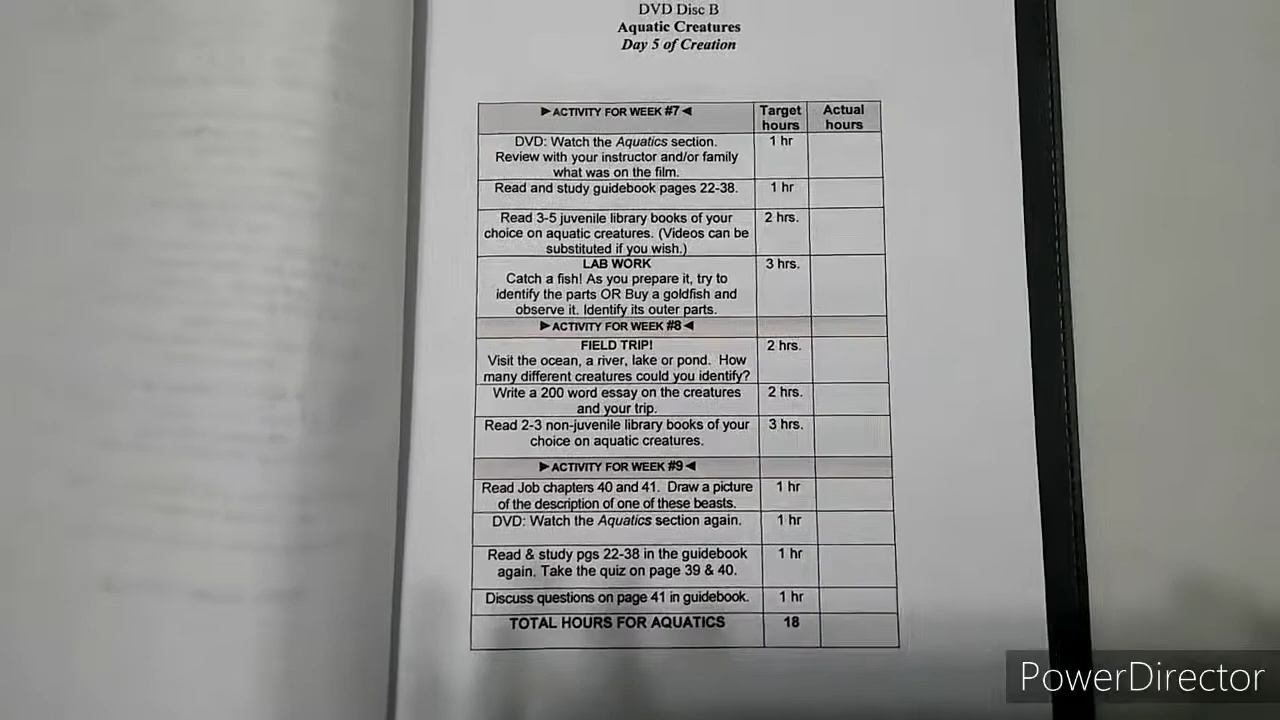 DVD Disc B
Aquatic Creatures
Day 5 of Creation
►ACTIVITY FOR WEEK #7◄
Target hours
Actual hours
DVD: Watch the Aquatics section.
Review with your instructor and/or family
what was on the film.
1 hr
Read and study guidebook pages 22-38.
1 hr
Read 3-5 juvenile library books of your
choice on aquatic creatures. (Videos can be
substituted if you wish.)
2 hrs.
LAB WORK
Catch a fish! As you prepare it, try to
identify the parts OR Buy a goldfish and
observe it. Identify its outer parts.
3 hrs.
►ACTIVITY FOR WEEK #8◄
FIELD TRIP!
Visit the ocean, a river, lake or pond. How
many different creatures could you identify?
2 hrs.
Write a 200 word essay on the creatures
and your trip.
2 hrs.
Read 2-3 non-juvenile library books of your
choice on aquatic creatures.
3 hrs.
►ACTIVITY FOR WEEK #9◄
Read Job chapters 40 and 41. Draw a picture
of the description of one of these beasts.
1 hr
DVD: Watch the Aquatics section again.
1 hr
Read & study pgs 22-38 in the guidebook
again. Take the quiz on page 39 & 40.
1 hr
Discuss questions on page 41 in guidebook.
1 hr
TOTAL HOURS FOR AQUATICS
18
PowerDirector